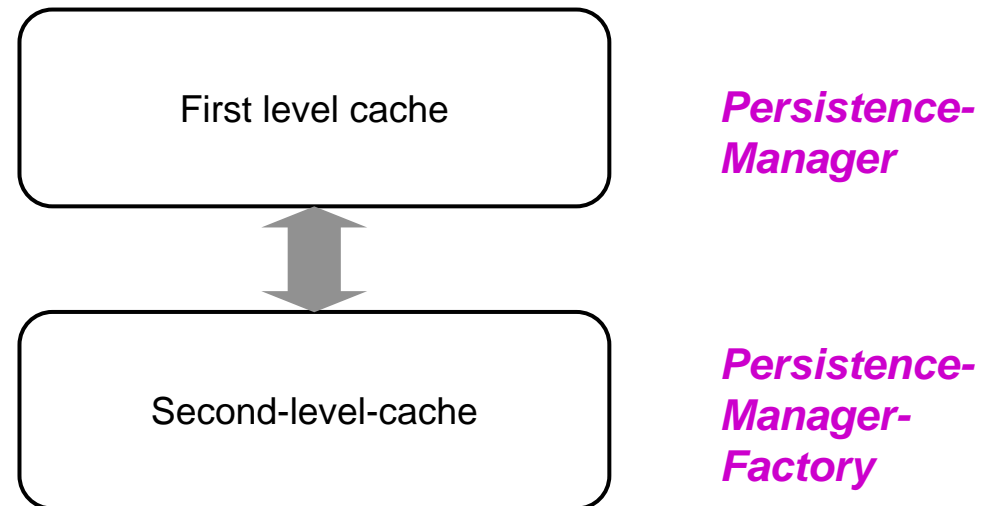 First level cache
Persistence-
Manager
Second-level-cache
Persistence-
Manager-
Factory